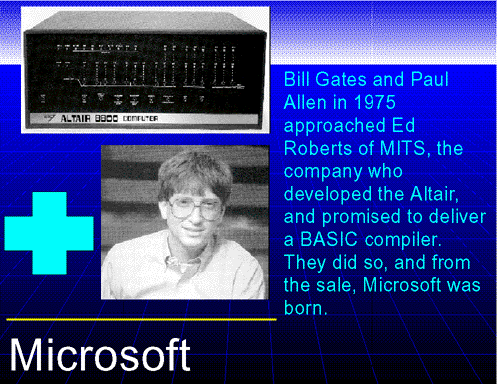 ALTAIR 8800 COMPUTER
Bill Gates and Paul
Allen in 1975
approached Ed
Roberts of MITS, the
company who
developed the Altair,
and promised to deliver
a BASIC compiler.
They did so, and from
the sale, Microsoft was
born.
Microsoft